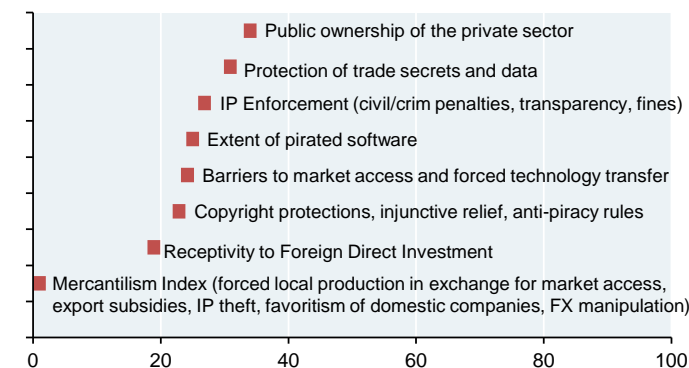 Public ownership of the private sector
Protection of trade secrets and data
IP Enforcement (civil/crim penalties, transparency, fines)
Extent of pirated software
Barriers to market access and forced technology transfer
Copyright protections, injunctive relief, anti-piracy rules
Receptivity to Foreign Direct Investment
Mercantilism Index (forced local production in exchange for market access,
export subsidies, IP theft, favoritism of domestic companies, FX manipulation)
0 20 40 60 80 100